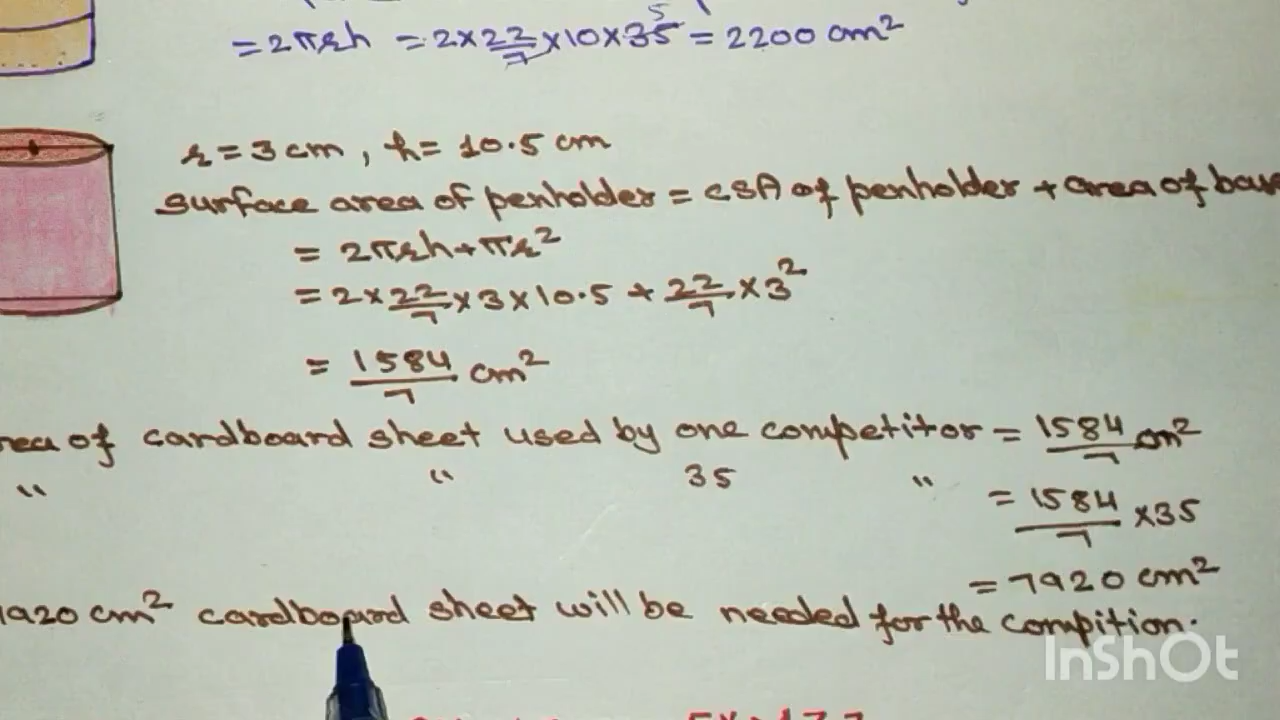 = 2πrh = 2×22/7×10×35 5 = 2200 cm²
r = 3 cm, h = 10.5 cm
Surface area of penholder = CSA of penholder + area of bas
= 2πrh + πr²
= 2 × 22/7 × 3 × 10.5 + 22/7 × 3²
= 1584/7 cm²
rea of cardboard sheet used by one competitor = 1584/7 cm²
" " 35 " = 1584/7 × 35
= 7920 cm²
7920 cm² cardboard sheet will be needed for the compition.
InShOt